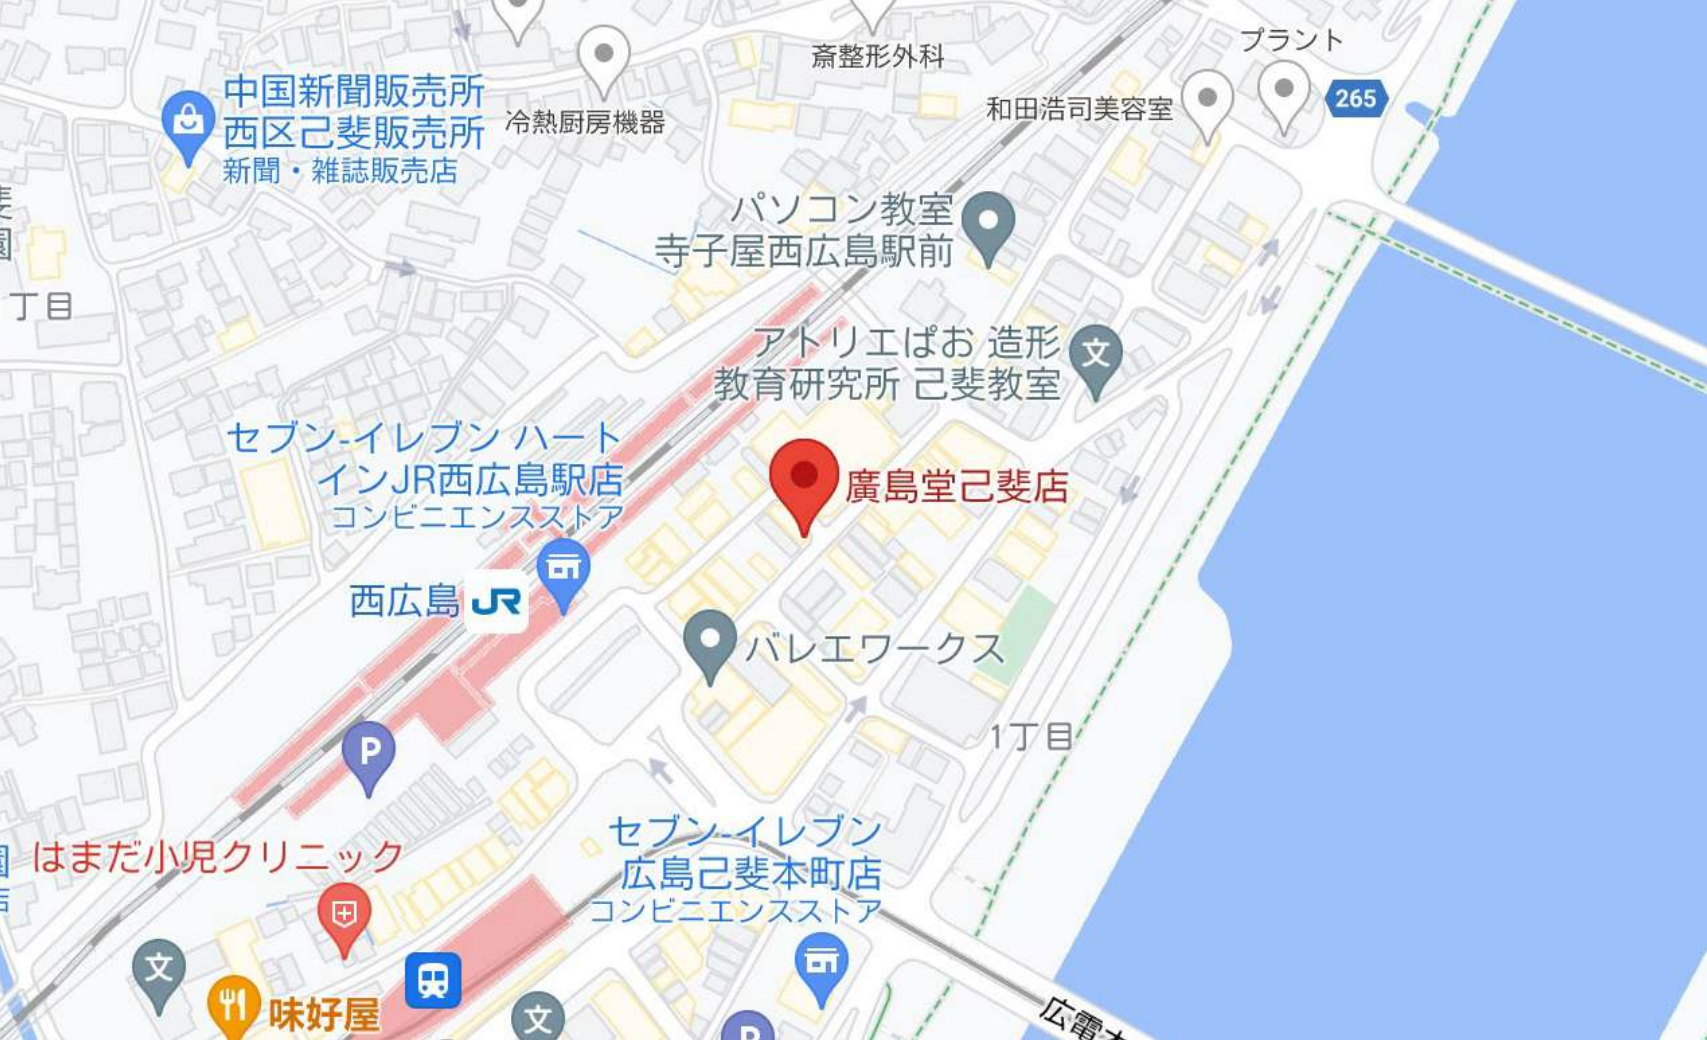 プラント
斎整形外科
265
中国新聞販売所
西区己斐販売所
新聞・雑誌販売店
冷熱厨房機器
和田浩司美容室
パソコン教室
寺子屋西広島駅前
丁目
アトリエぱお 造形
教育研究所 己斐教室
文
セブン-イレブン ハート
インJR西広島駅店
コンビニエンスストア
廣島堂己斐店
西広島 JR
バレエワークス
1丁目
P
セブン-イレブン
広島己斐本町店
コンビニエンスストア
はまだ小児クリニック
文
味好屋
文
P
広電本